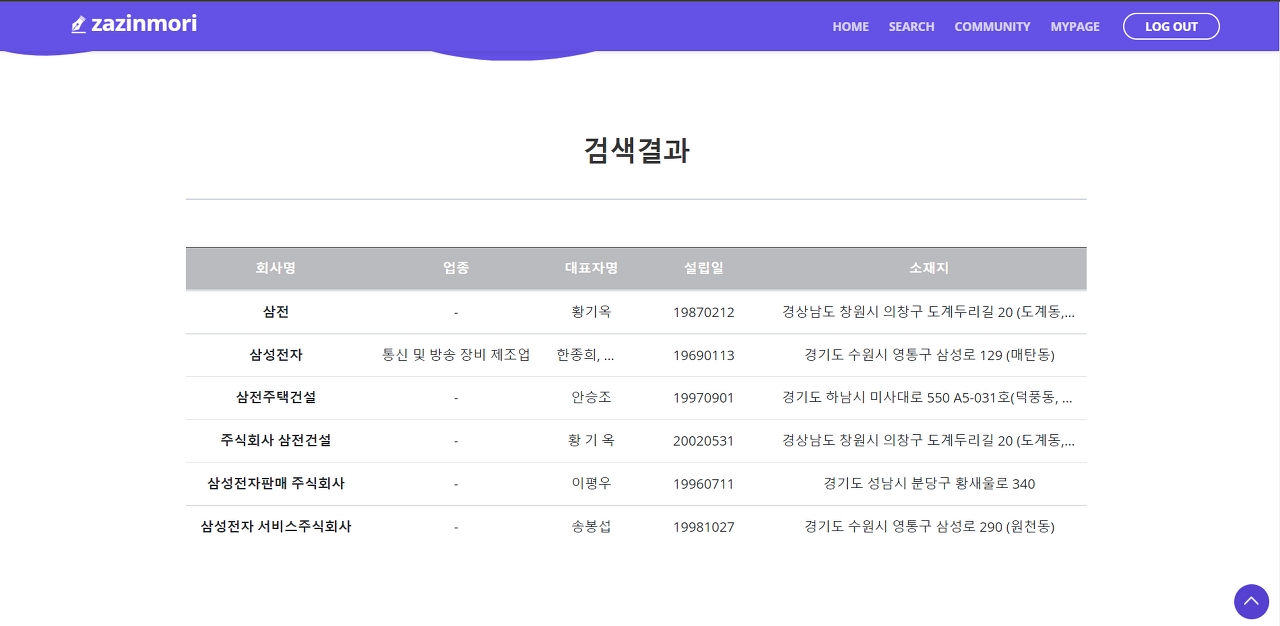 zazinmori HOME SEARCH COMMUNITY MYPAGE LOG OUT
검색결과
회사명 업종 대표자명 설립일 소재지
삼전 - 황기옥 19870212 경상남도 창원시 의창구 도계두리길 20 (도계동,...
삼성전자 통신 및 방송 장비 제조업 한종희, ... 19690113 경기도 수원시 영통구 삼성로 129 (매탄동)
삼전주택건설 - 안승조 19970901 경기도 하남시 미사대로 550 A5-031호(덕풍동, ...
주식회사 삼전건설 - 황 기 옥 20020531 경상남도 창원시 의창구 도계두리길 20 (도계동,...
삼성전자판매 주식회사 - 이평우 19960711 경기도 성남시 분당구 황새울로 340
삼성전자 서비스주식회사 - 송봉섭 19981027 경기도 수원시 영통구 삼성로 290 (원천동)